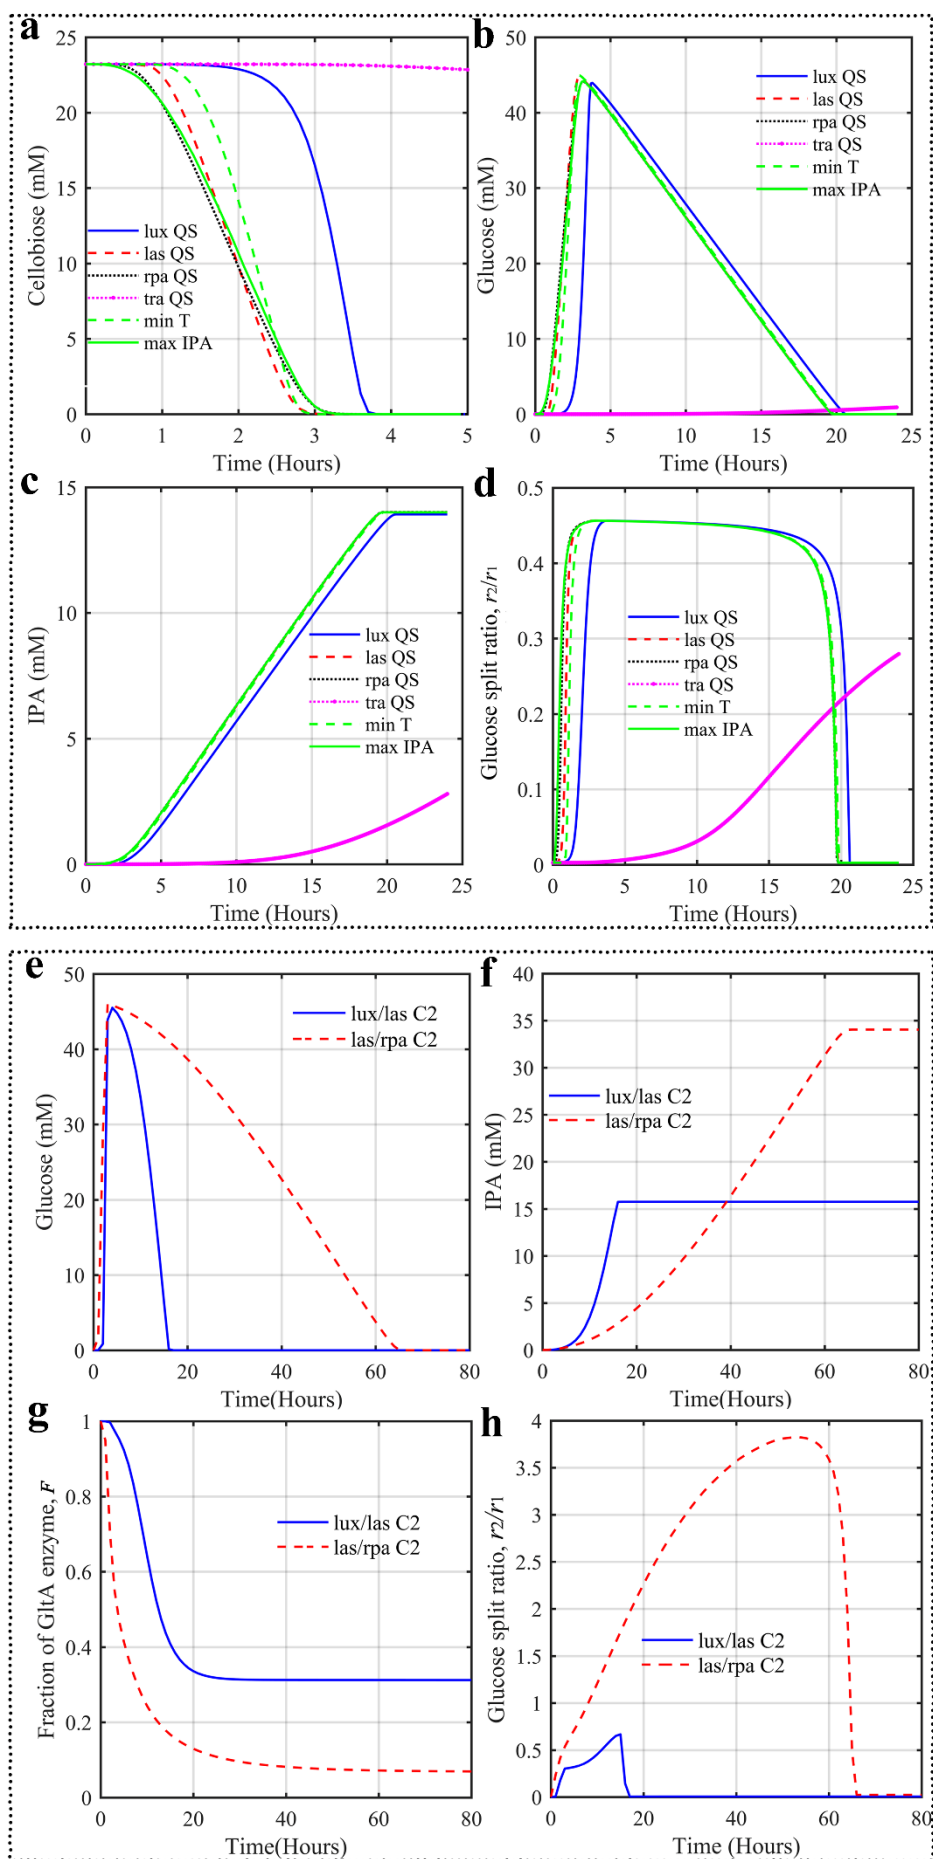 a
25
20
15
10
5
0
Cellobiose (mM)
lux QS
las QS
rpa QS
tra QS
min T
max IPA
0 1 2 3 4 5
Time (Hours)
b
50
40
30
20
10
0
Glucose (mM)
lux QS
las QS
rpa QS
tra QS
min T
max IPA
0 5 10 15 20 25
Time (Hours)
c
15
10
5
0
IPA (mM)
lux QS
las QS
rpa QS
tra QS
min T
max IPA
0 5 10 15 20 25
Time (Hours)
d
0.5
0.4
0.3
0.2
0.1
0
Glucose split ratio, r2/r1
lux QS
las QS
rpa QS
tra QS
min T
max IPA
0 5 10 15 20 25
Time (Hours)
e
50
40
30
20
10
0
Glucose (mM)
lux/las C2
las/rpa C2
0 20 40 60 80
Time(Hours)
f
40
35
30
25
20
15
10
5
0
IPA (mM)
lux/las C2
las/rpa C2
0 20 40 60 80
Time(Hours)
g
1
0.8
0.6
0.4
0.2
0
Fraction of GltA enzyme, F
lux/las C2
las/rpa C2
0 20 40 60 80
Time(Hours)
h
4
3.5
3
2.5
2
1.5
1
0.5
0
Glucose split ratio, r2/r1
lux/las C2
las/rpa C2
0 20 40 60 80
Time(Hours)